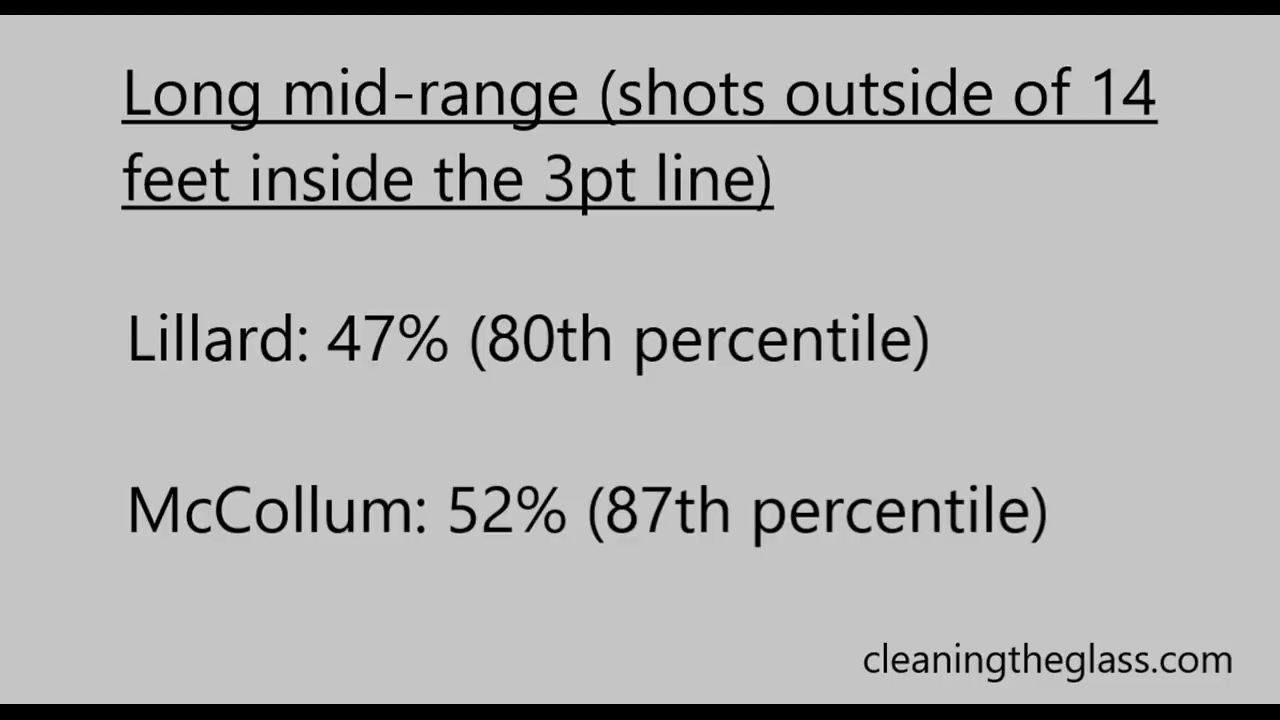 Long mid-range (shots outside of 14
feet inside the 3pt line)
Lillard: 47% (80th percentile)
McCollum: 52% (87th percentile)
cleaningtheglass.com